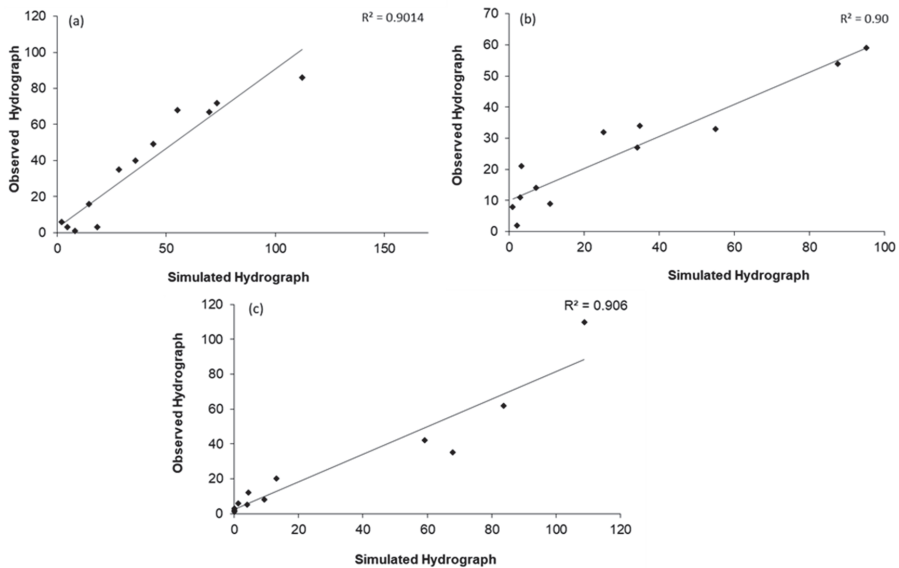 (a)
R² = 0.9014
120
100
80
60
40
20
0
Observed Hydrograph
0 50 100 150
Simulated Hydrograph
(b)
R² = 0.90
70
60
50
40
30
20
10
0
Observed Hydrograph
0 20 40 60 80 100
Simulated Hydrograph
(c)
R² = 0.906
120
100
80
60
40
20
0
Observed Hydrograph
0 20 40 60 80 100 120
Simulated Hydrograph